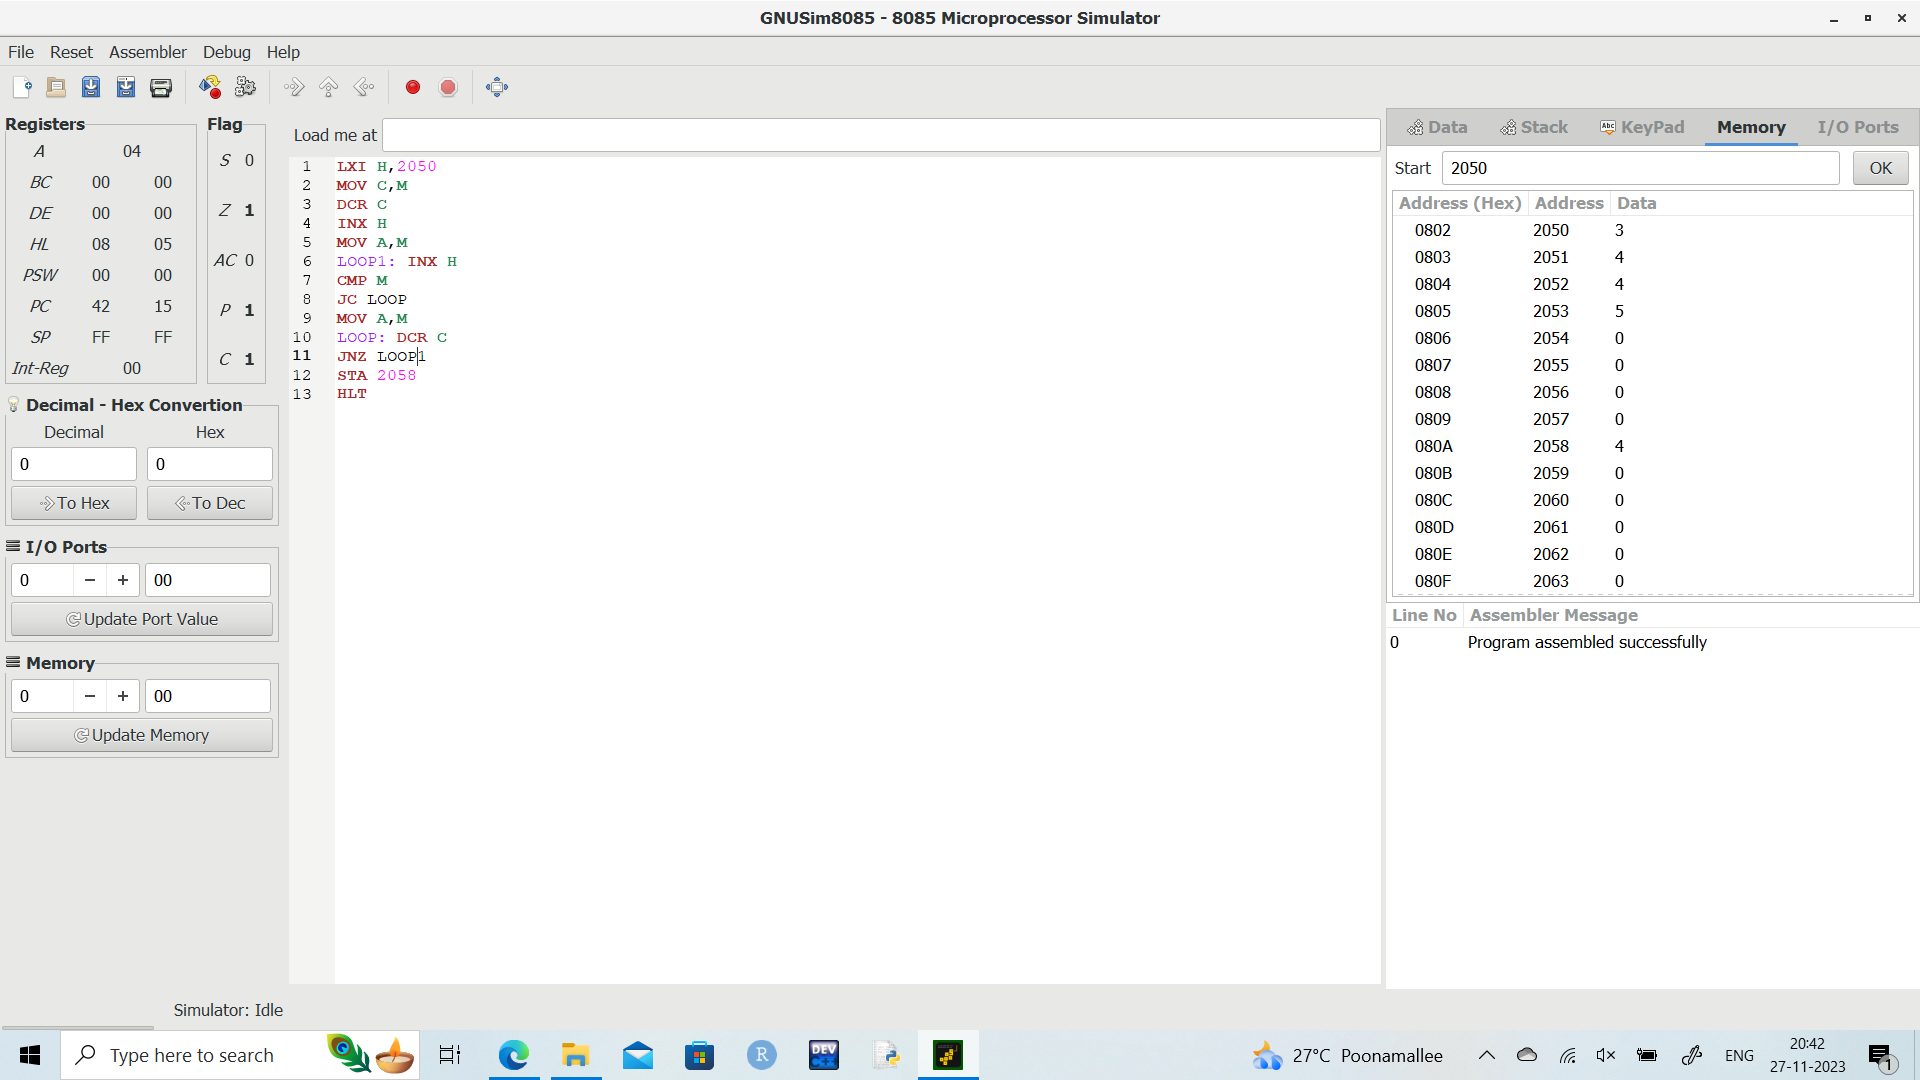 GNUSim8085 - 8085 Microprocessor Simulator
File Reset Assembler Debug Help
Registers
A 04
BC 00 00
DE 00 00
HL 08 05
PSW 00 00
PC 42 15
SP FF FF
Int-Reg 00
Flag
S 0
Z 1
AC 0
P 1
C 1
Decimal - Hex Convertion
Decimal Hex
0 0
To Hex To Dec
I/O Ports
0 − + 00
Update Port Value
Memory
0 − + 00
Update Memory
Load me at
1 LXI H,2050
2 MOV C,M
3 DCR C
4 INX H
5 MOV A,M
6 LOOP1: INX H
7 CMP M
8 JC LOOP
9 MOV A,M
10 LOOP: DCR C
11 JNZ LOOP1
12 STA 2058
13 HLT
Data Stack Abc KeyPad Memory I/O Ports
Start 2050 OK
Address (Hex) Address Data
0802 2050 3
0803 2051 4
0804 2052 4
0805 2053 5
0806 2054 0
0807 2055 0
0808 2056 0
0809 2057 0
080A 2058 4
080B 2059 0
080C 2060 0
080D 2061 0
080E 2062 0
080F 2063 0
Line No Assembler Message
0 Program assembled successfully
Simulator: Idle
Type here to search
R
DEV
C++
27°C Poonamallee
ENG
20:42
27-11-2023
1